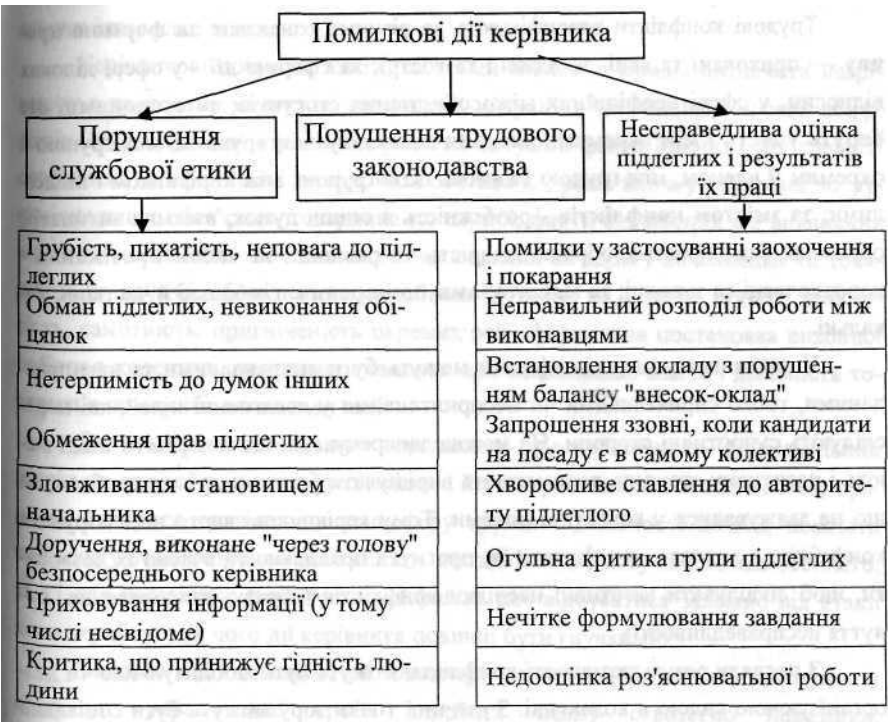 Помилкові дії керівника
Порушення
службової етики
Порушення трудового
законодавства
Несправедлива оцінка
підлеглих і результатів
їх праці
Грубість, пихатість, неповага до під-
леглих
Обман підлеглих, невиконання обі-
цянок
Нетерпимість до думок інших
Обмеження прав підлеглих
Зловживання становищем
начальника
Доручення, виконане "через голову"
безпосереднього керівника
Приховування інформації (у тому
числі несвідоме)
Критика, що принижує гідність лю-
дини
Помилки у застосуванні заохочення
і покарання
Неправильний розподіл роботи між
виконавцями
Встановлення окладу з порушен-
ням балансу "внесок-оклад"
Запрошення ззовні, коли кандидати
на посаду є в самому колективі
Хворобливе ставлення до авторите-
ту підлеглого
Огульна критика групи підлеглих
Нечітке формулювання завдання
Недооцінка роз'яснювальної роботи